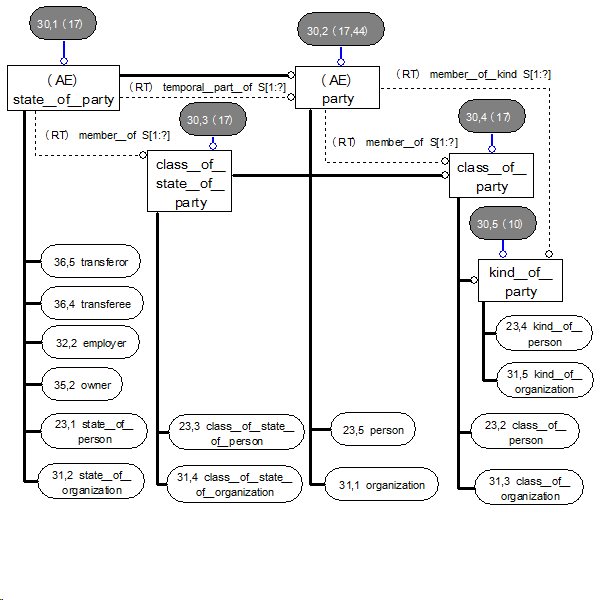 30,1 (17)
30,2 (17,44)
(AE)
state__of__party
(AE)
party
(RT) member__of__kind S[1:?]
(RT) temporal__part__of S[1:?]
30,3 (17)
30,4 (17)
(RT) member__of S[1:?]
(RT) member__of S[1:?]
class__of__
state__of__
party
class__of__
party
30,5 (10)
kind__of__
party
36,5 transferor
36,4 transferee
32,2 employer
35,2 owner
23,1 state__of__
person
31,2 state__of__
organization
23,3 class__of__state__
of__person
31,4 class__of__state__
of__organization
23,5 person
31,1 organization
23,4 kind__of__
person
31,5 kind__of__
organization
23,2 class__of__
person
31,3 class__of__
organization